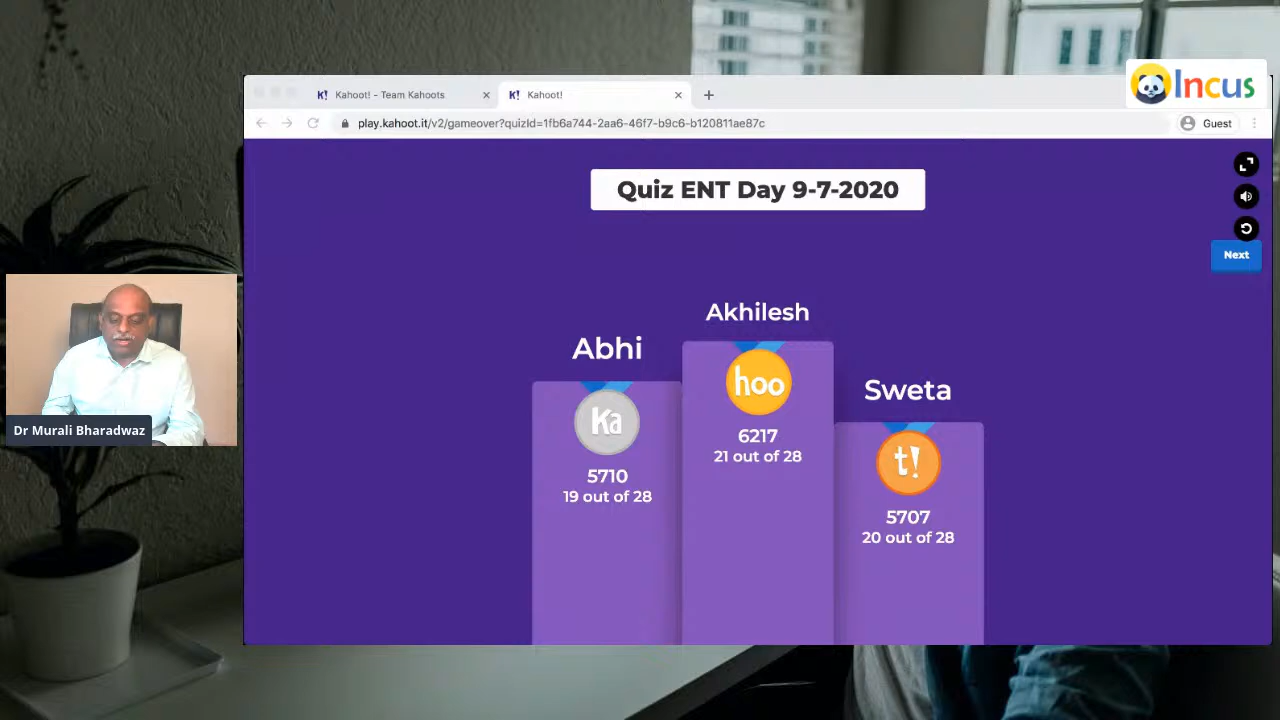 Incus
Kahoot! - Team Kahoots
Kahoot!
play.kahoot.it/v2/gameover?quizId=1fb6a744-2aa6-46f7-b9c6-b120811ae87c
Guest
Quiz ENT Day 9-7-2020
Next
Akhilesh
Abhi
hoo
Sweta
Ka
6217
21 out of 28
t!
5710
19 out of 28
5707
20 out of 28
Dr Murali Bharadwaz
K!
K!